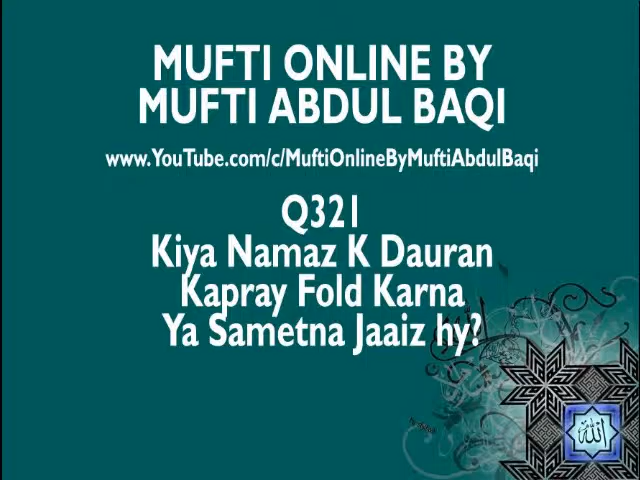 MUFTI ONLINE BY
MUFTI ABDUL BAQI
www.YouTube.com/c/MuftiOnlineByMuftiAbdulBaqi
Q321
Kiya Namaz K Dauran
Kapray Fold Karna
Ya Sametna Jaaiz hy?
الله